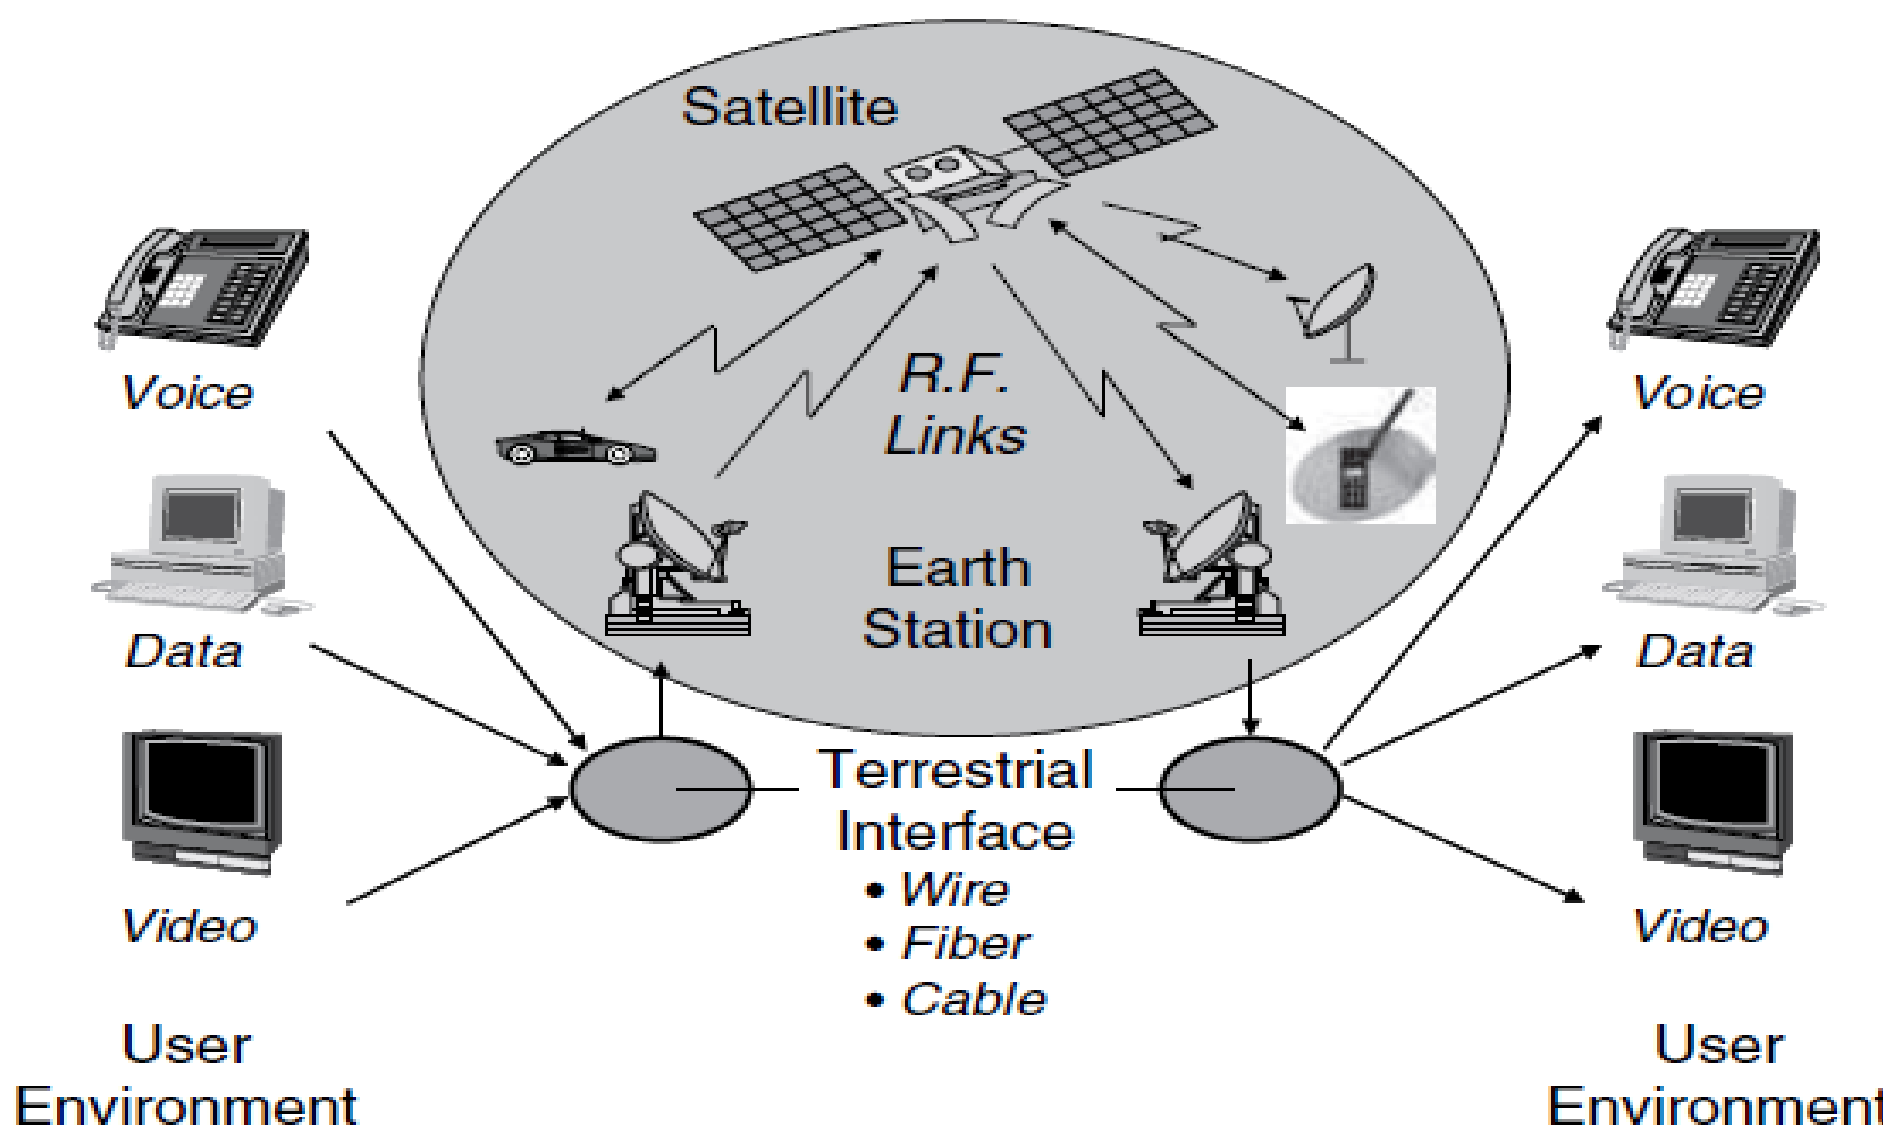 Satellite
Voice
Data
Video
User
Environment
R.F.
Links
Earth
Station
Terrestrial
Interface
• Wire
• Fiber
• Cable
Voice
Data
Video
User
Environment